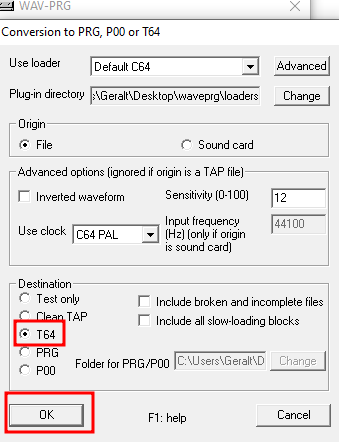 WAV-PRG
Conversion to PRG, P00 or T64
Use loader Default C64 Advanced
Plug-in directory s\Geralt\Desktop\waveprg\loaders Change
Origin
File Sound card
Advanced options (ignored if origin is a TAP file)
Inverted waveform Sensitivity (0-100) 12
Use clock C64 PAL Input frequency 44100
(Hz) (only if origin
is sound card)
Destination
Test only Include broken and incomplete files
Clean TAP Include all slow-loading blocks
T64
PRG Folder for PRG/P00 C:\Users\Geralt\D Change
P00
OK F1: help Cancel